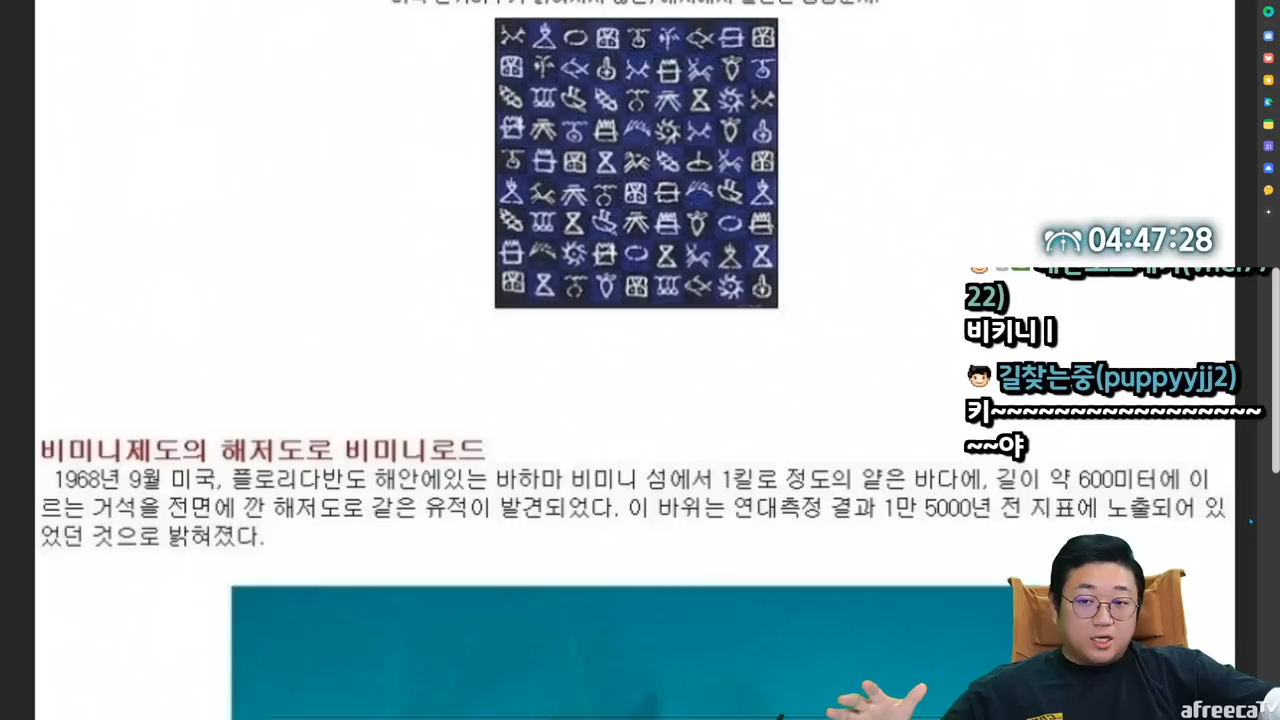 04:47:28
22)
비키니ㅣ
길찾는중(puppyyjj2)
키~~~~~~~~~~~~~~~~~
~~야
비미니제도의 해저도로 비미니로드
1968년 9월 미국, 플로리다반도 해안에있는 바하마 비미니 섬에서 1킬로 정도의 얕은 바다에, 길이 약 600미터에 이
르는 거석을 전면에 깐 해저도로 같은 유적이 발견되었다. 이 바위는 연대측정 결과 1만 5000년 전 지표에 노출되어 있
었던 것으로 밝혀졌다.
afreecaTV